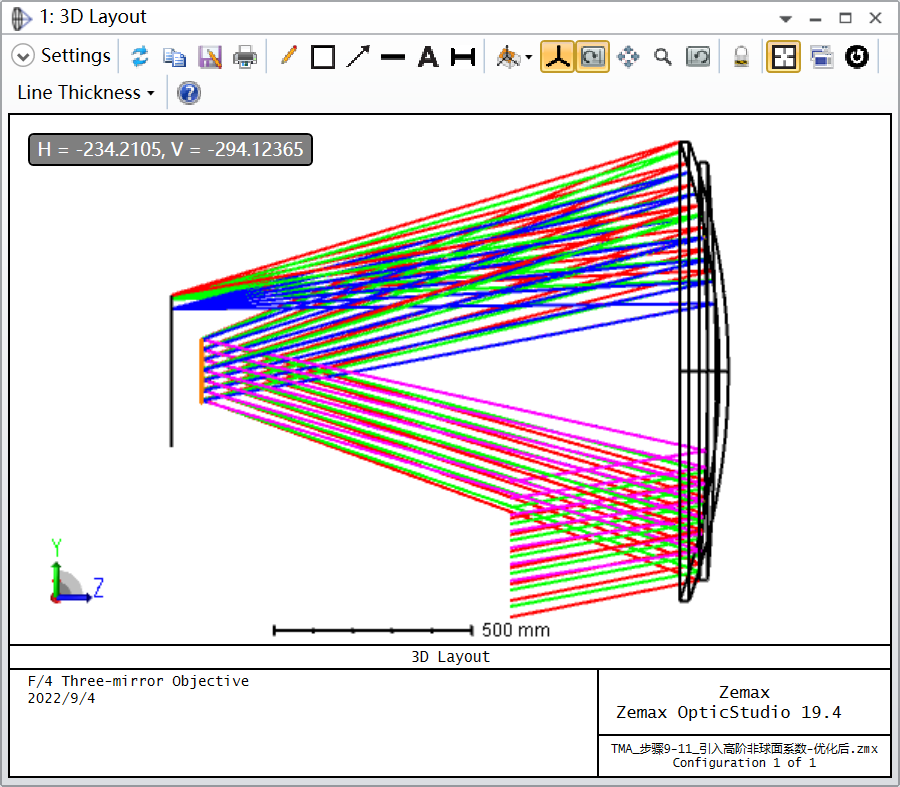 1: 3D Layout
Settings
A
Line Thickness
?
H = -234.2105, V = -294.12365
Y
Z
500 mm
3D Layout
F/4 Three-mirror Objective
2022/9/4
Zemax
Zemax OpticStudio 19.4
TMA_步骤9-11_引入高阶非球面系数-优化后.zmx
Configuration 1 of 1